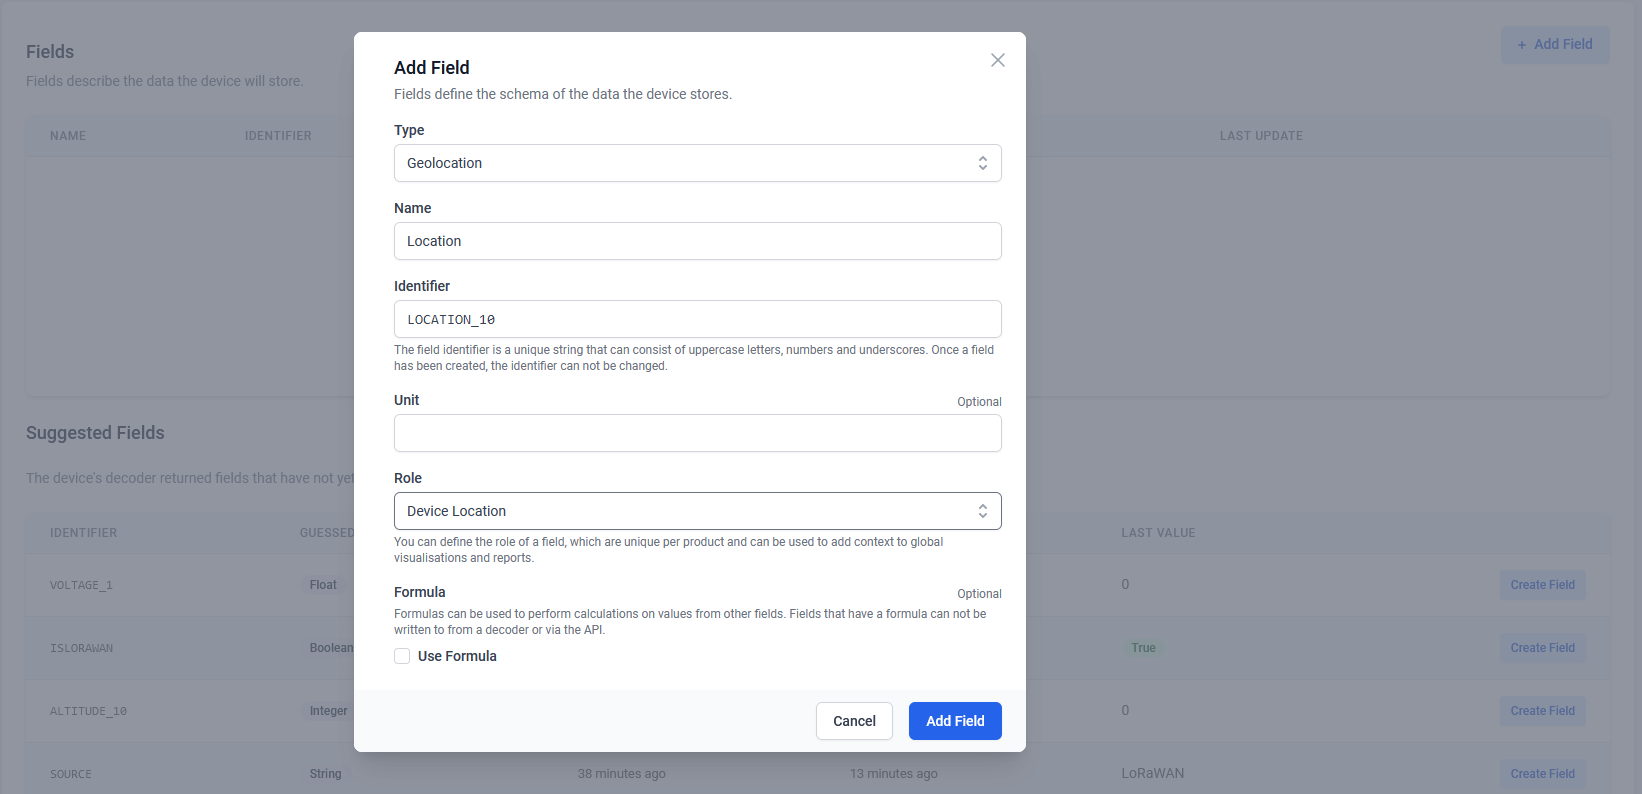 Fields
+ Add Field
Fields describe the data the device will store.
NAME
IDENTIFIER
LAST UPDATE
Add Field
Fields define the schema of the data the device stores.
Type
Geolocation
Name
Location
Identifier
LOCATION_10
The field identifier is a unique string that can consist of uppercase letters, numbers and underscores. Once a field
has been created, the identifier can not be changed.
Unit
Optional
Role
Device Location
You can define the role of a field, which are unique per product and can be used to add context to global
visualisations and reports.
Formula
Optional
Formulas can be used to perform calculations on values from other fields. Fields that have a formula can not be
written to from a decoder or via the API.
Use Formula
Cancel
Add Field
Suggested Fields
The device's decoder returned fields that have not yet
IDENTIFIER
GUESSED
LAST VALUE
VOLTAGE_1
Float
0
Create Field
ISLORAWAN
Boolean
True
Create Field
ALTITUDE_10
Integer
0
Create Field
SOURCE
String
38 minutes ago
13 minutes ago
LoRaWAN
Create Field